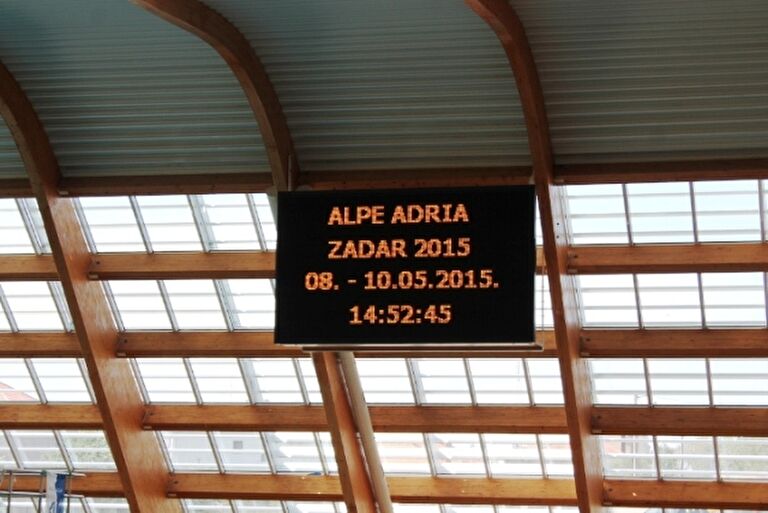 ALPE ADRIA
ZADAR 2015
08. - 10.05.2015.
14:52:45